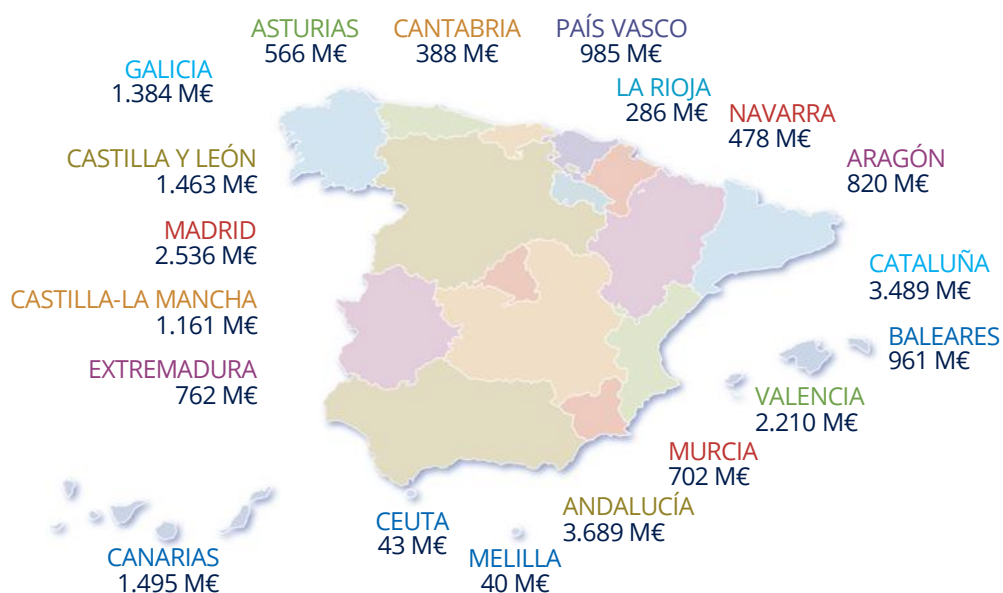 ASTURIAS
566 M€
CANTABRIA
388 M€
PAÍS VASCO
985 M€
GALICIA
1.384 M€
LA RIOJA
286 M€
NAVARRA
478 M€
CASTILLA Y LEÓN
1.463 M€
ARAGÓN
820 M€
MADRID
2.536 M€
CATALUÑA
3.489 M€
CASTILLA-LA MANCHA
1.161 M€
BALEARES
961 M€
EXTREMADURA
762 M€
VALENCIA
2.210 M€
MURCIA
702 M€
ANDALUCÍA
3.689 M€
CEUTA
43 M€
MELILLA
40 M€
CANARIAS
1.495 M€